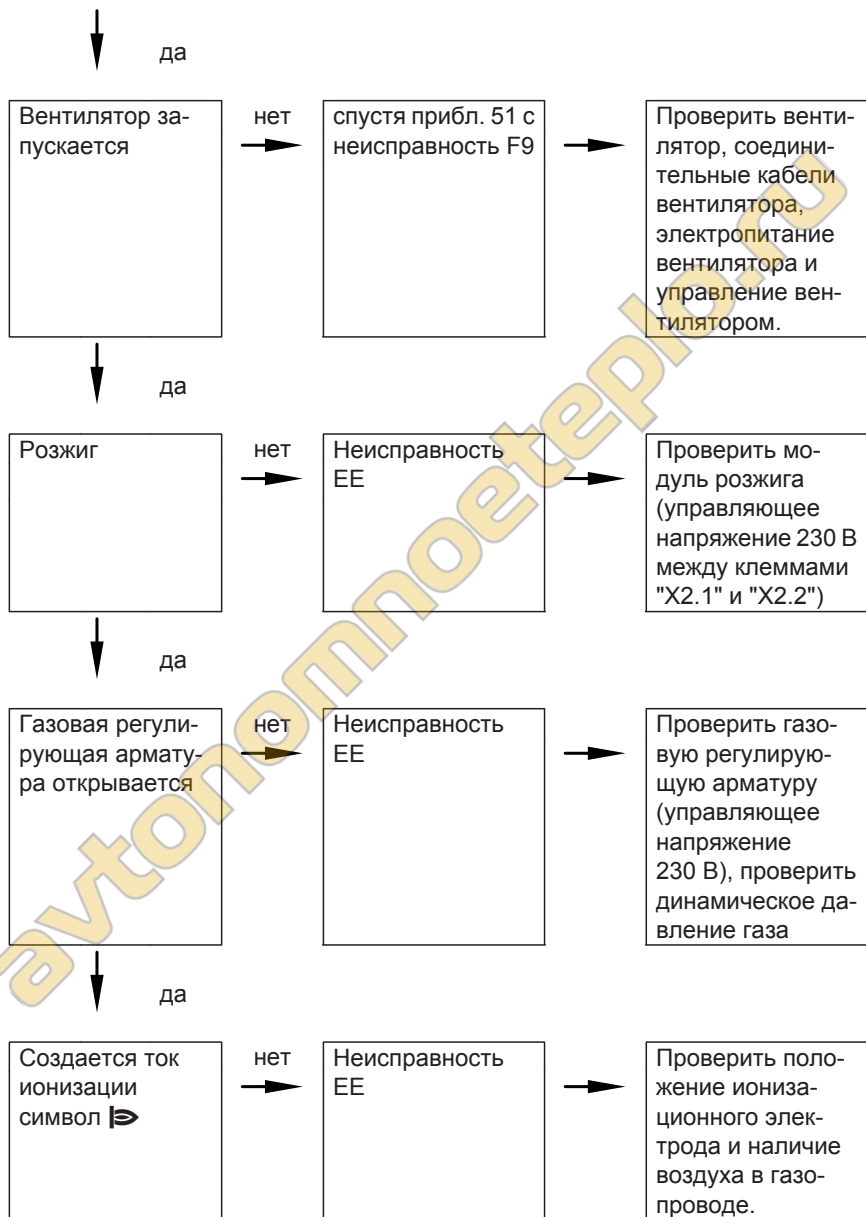 да
Вентилятор за-
пускается
нет
спустя прибл. 51 с
неисправность F9
Проверить венти-
лятор, соедини-
тельные кабели
вентилятора,
электропитание
вентилятора и
управление вен-
тилятором.
да
Розжиг
нет
Неисправность
EE
Проверить мо-
дуль розжига
(управляющее
напряжение 230 В
между клеммами
"X2.1" и "X2.2")
да
Газовая регули-
рующая армату-
ра открывается
нет
Неисправность
EE
Проверить газо-
вую регулирую-
щую арматуру
(управляющее
напряжение
230 В), проверить
динамическое да-
вление газа
да
Создается ток
ионизации
символ
нет
Неисправность
EE
Проверить поло-
жение иониза-
ционного элек-
трода и наличие
воздуха в газо-
проводе.
avtonomnoeteplo.ru